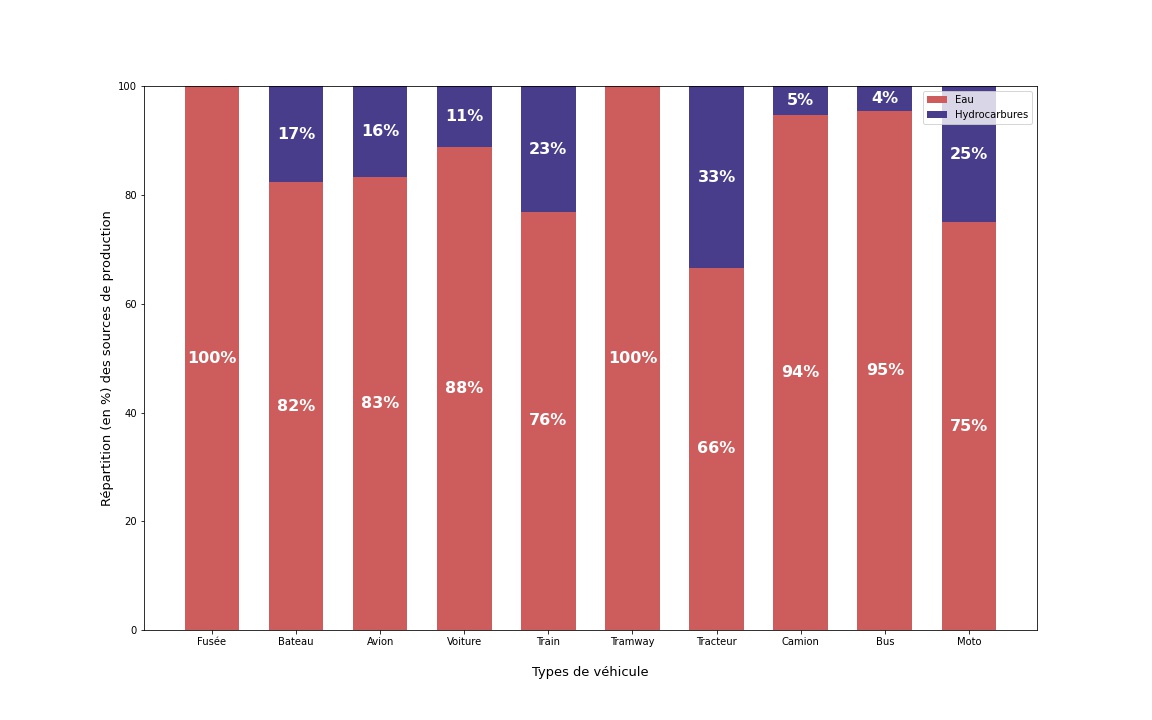 100
80
60
40
20
0
Répartition (en %) des sources de production
17%
16%
11%
23%
33%
5%
4%
25%
100%
82%
83%
88%
76%
100%
66%
94%
95%
75%
Eau
Hydrocarbures
Fusée
Bateau
Avion
Voiture
Train
Tramway
Tracteur
Camion
Bus
Moto
Types de véhicule